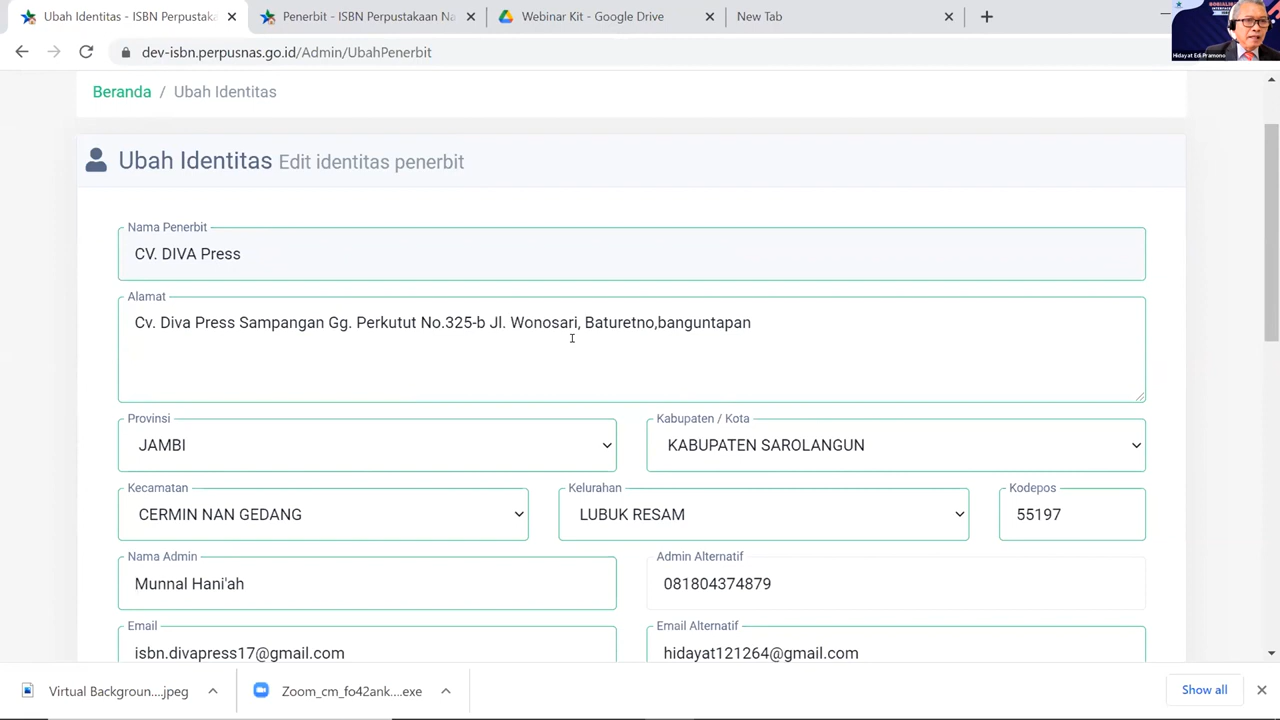 Ubah Identitas - ISBN Perpustaka
Penerbit -
Perpustakaan Na
Kit - Google Drive
New Tab
dev-isbn.perpusnas.go.id/Admin/UbahPenerbit
Hidayat Edi Pramono
Beranda / Ubah Identitas
Ubah Identitas Edit identitas penerbit
Nama Penerbit
CV. DIVA Press
Alamat
Cv. Diva Press Sampangan Gg. Perkutut No.325-b Jl. Wonosari, Baturetno,banguntapan
Provinsi
JAMBI
Kabupaten / Kota
KABUPATEN SAROLANGUN
Kecamatan
CERMIN NAN GEDANG
Kelurahan
LUBUK RESAM
Kodepos
55197
Nama Admin
Munnal Hani'ah
Admin Alternatif
081804374879
Email
isbn.divapress17@gmail.com
Email Alternatif
hidayat121264@gmail.com
Virtual Backgroun....jpeg
Zoom_cm_fo42ank....exe
Show all